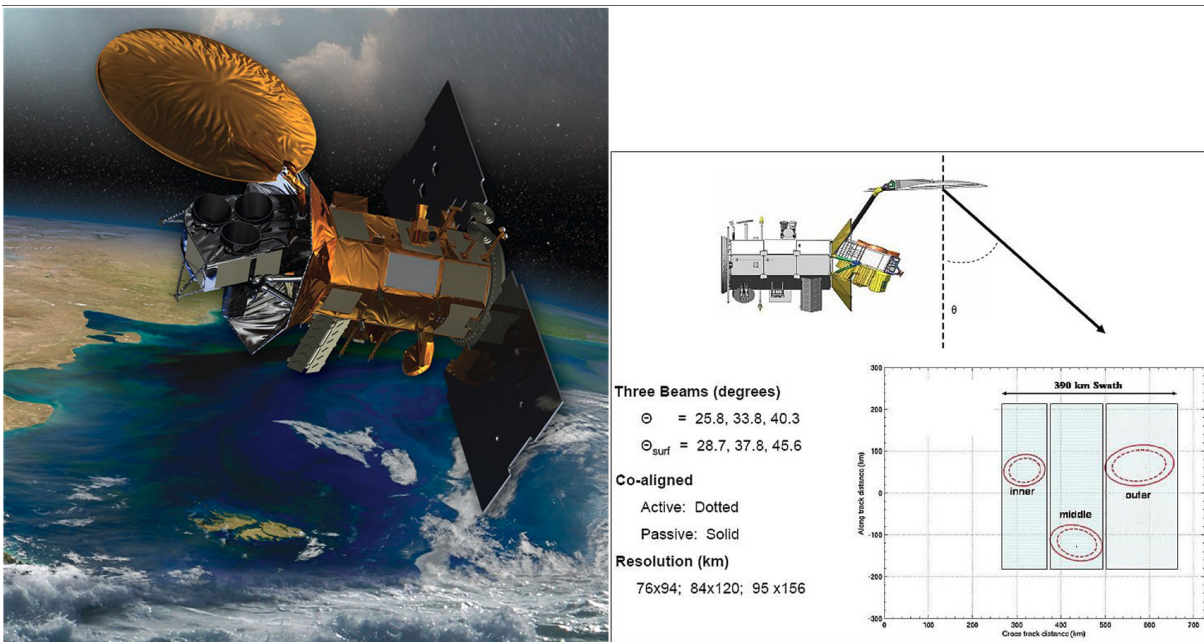 θ
Three Beams (degrees)
Θ = 25.8, 33.8, 40.3
Θsurf = 28.7, 37.8, 45.6
Co-aligned
Active: Dotted
Passive: Solid
Resolution (km)
76x94; 84x120; 95 x156
390 km Swath
300
200
100
0
-100
-200
-300
Along track distance (km)
inner
middle
outer
0 100 200 300 400 500 600 700
Cross track distance (km)